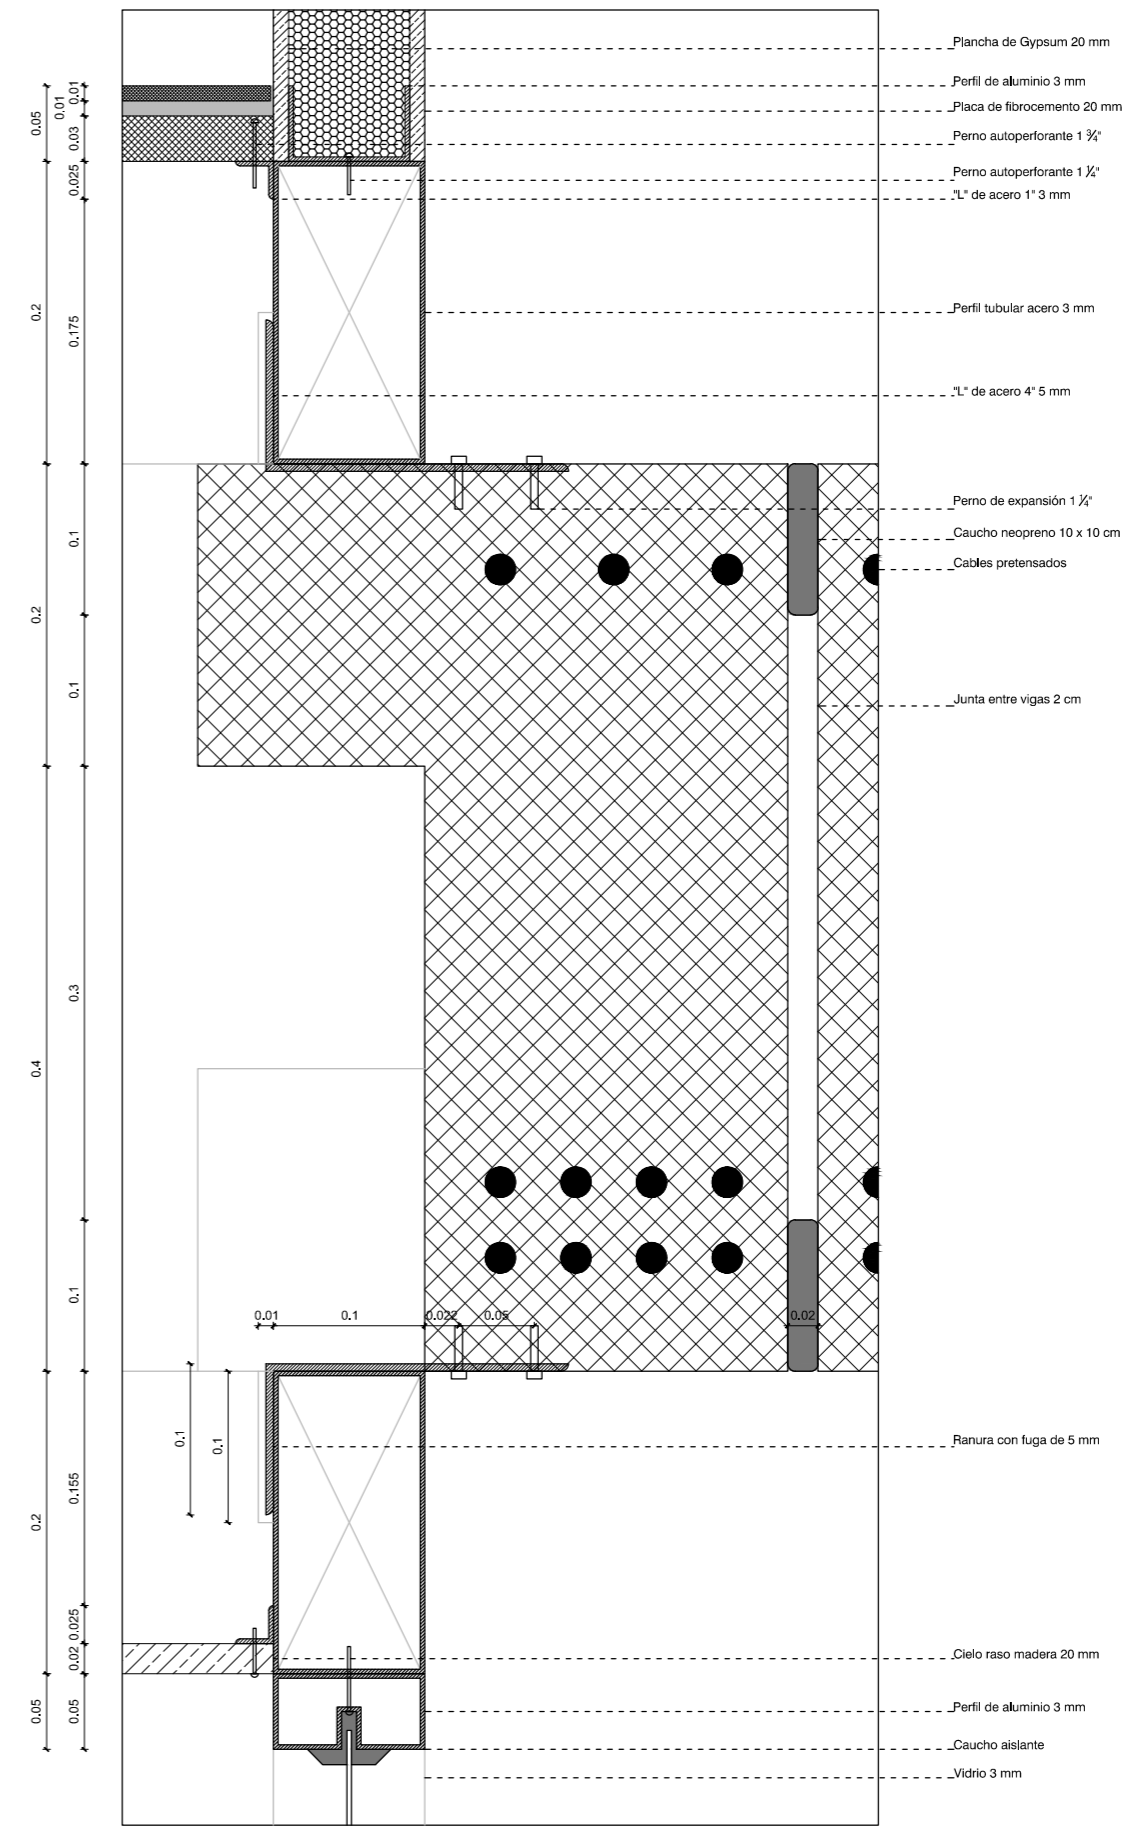 Plancha de Gypsum 20 mm
Perfil de aluminio 3 mm
Placa de fibrocemento 20 mm
Perno autoperforante 1 ¾"
Perno autoperforante 1 ¼"
"L" de acero 1" 3 mm
Perfil tubular acero 3 mm
"L" de acero 4" 5 mm
Perno de expansión 1 ¼"
Caucho neopreno 10 x 10 cm
Cables pretensados
Junta entre vigas 2 cm
Ranura con fuga de 5 mm
Cielo raso madera 20 mm
Perfil de aluminio 3 mm
Caucho aislante
Vidrio 3 mm
0.05
0.2
0.2
0.4
0.2
0.05
0.01
0.01
0.03
0.025
0.175
0.1
0.1
0.3
0.1
0.155
0.025
0.02
0.05
0.01
0.1
0.022
0.05
0.02
0.1
0.1